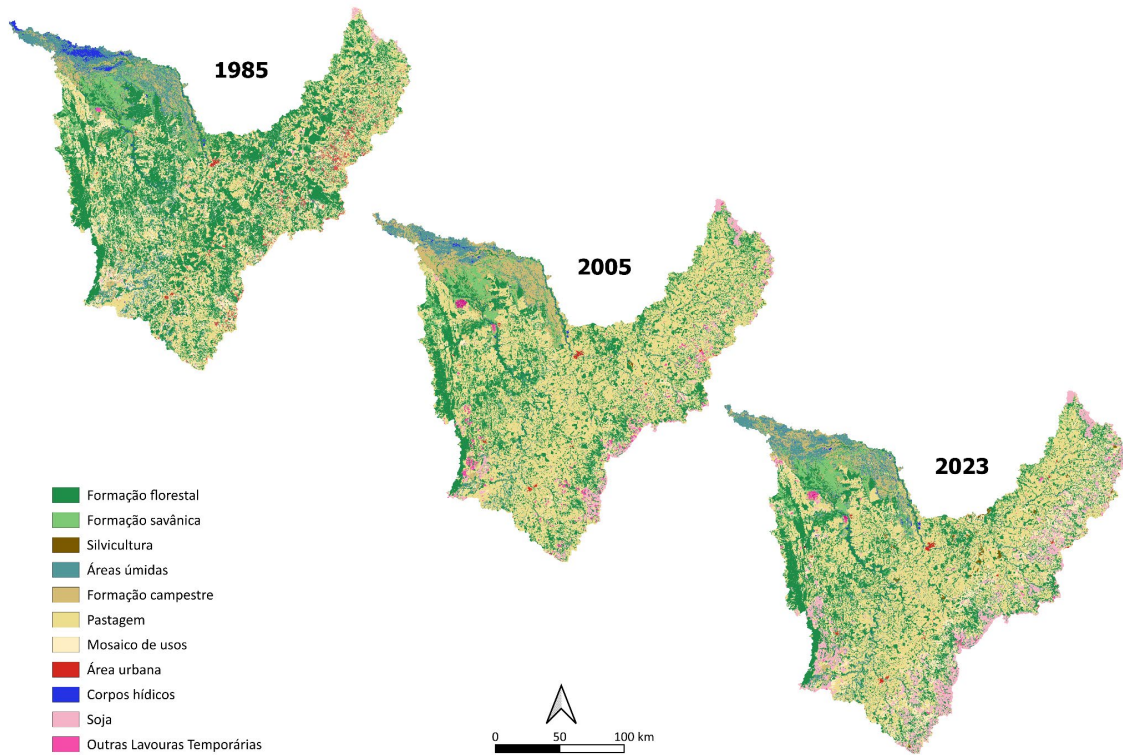 1985
2005
2023
Formação florestal
Formação savânica
Silvicultura
Áreas úmidas
Formação campestre
Pastagem
Mosaico de usos
Área urbana
Corpos hídicos
Soja
Outras Lavouras Temporárias
0 50 100 km